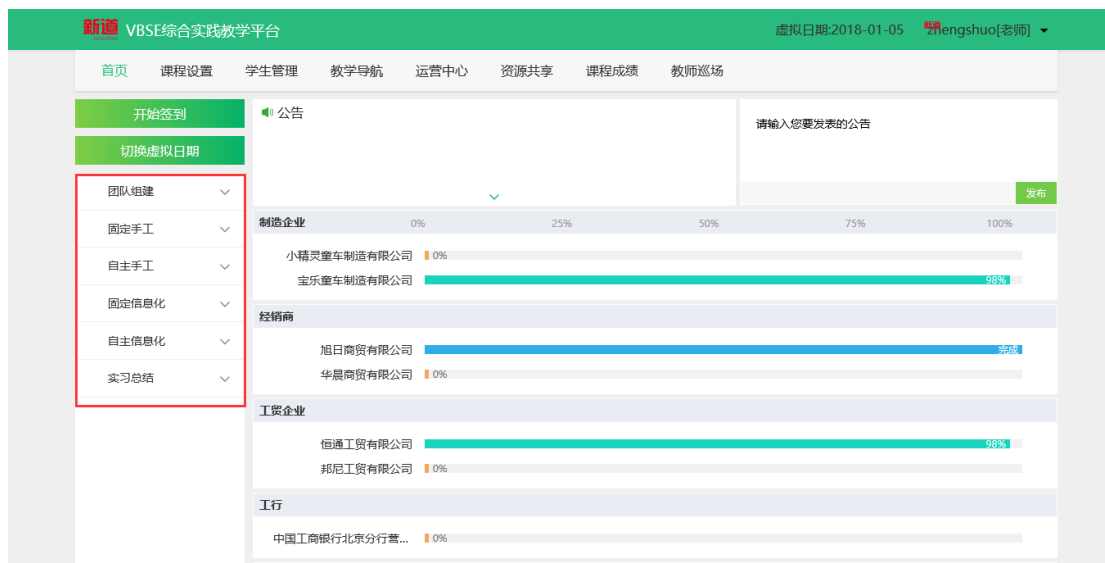 新道 VBSE综合实践教学平台 虚拟日期:2018-01-05 Zhengshuo[老师]
首页 课程设置 学生管理 教学导航 运营中心 资源共享 课程成绩 教师巡场
开始签到
切换虚拟日期
团队组建
固定手工
自主手工
固定信息化
自主信息化
实习总结
公告
请输入您要发表的公告
发布
制造企业 0% 25% 50% 75% 100%
小精灵童车制造有限公司 0%
宝乐童车制造有限公司 98%
经销商
旭日商贸有限公司 完成
华晨商贸有限公司 0%
工贸企业
恒通工贸有限公司 98%
邦尼工贸有限公司 0%
工行
中国工商银行北京分行营... 0%